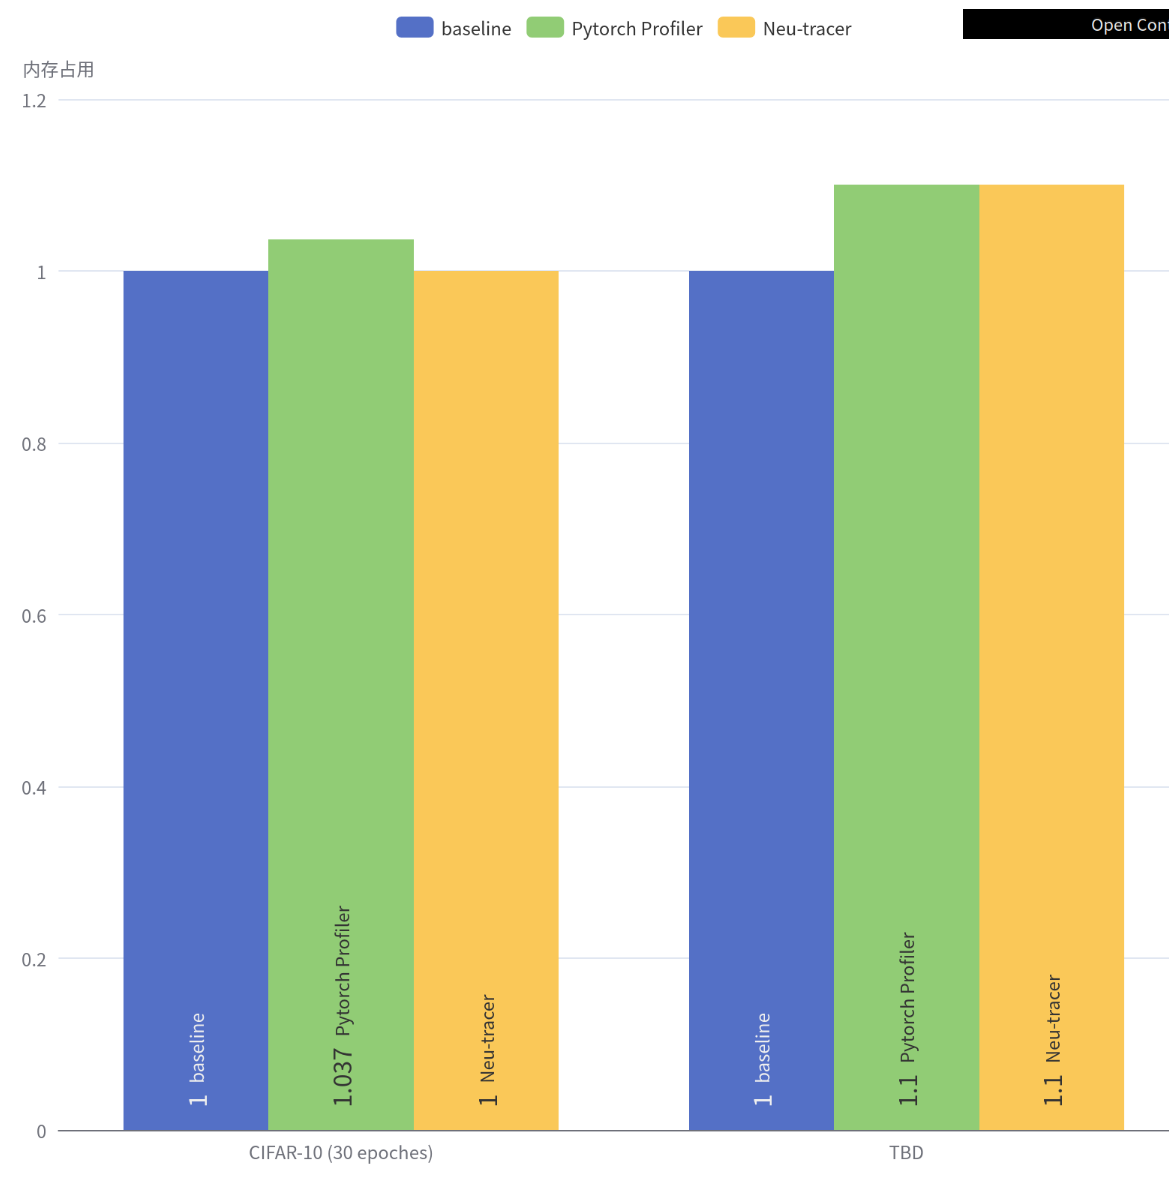 baseline Pytorch Profiler Neu-tracer
Open
内存占用
1.2
1
0.8
0.6
0.4
0.2
0
1 baseline
1.037 Pytorch Profiler
1 Neu-tracer
1 baseline
1.1 Pytorch Profiler
1.1 Neu-tracer
CIFAR-10 (30 epoches)
TBD